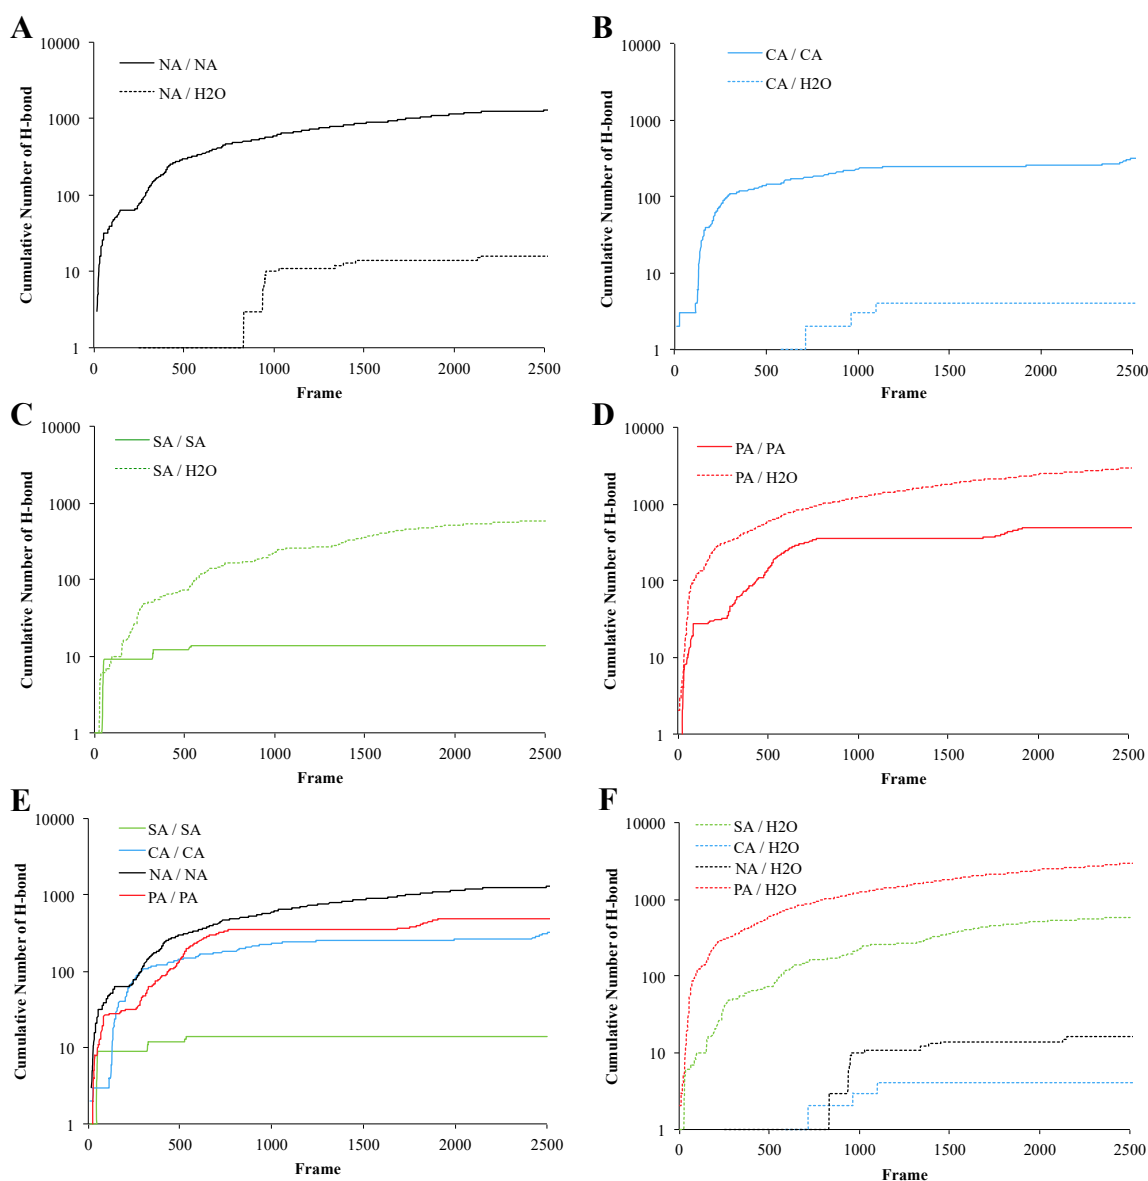 A
NA / NA
NA / H2O
Cumulative Number of H-bond
10000
1000
100
10
1
0
500
1000
1500
2000
2500
Frame
B
CA / CA
CA / H2O
Cumulative Number of H-bond
10000
1000
100
10
1
0
500
1000
1500
2000
2500
Frame
C
SA / SA
SA / H2O
Cumulative Number of H-bond
10000
1000
100
10
1
0
500
1000
1500
2000
2500
Frame
D
PA / PA
PA / H2O
Cumulative Number of H-bond
10000
1000
100
10
1
0
500
1000
1500
2000
2500
Frame
E
SA / SA
CA / CA
NA / NA
PA / PA
Cumulative Number of H-bond
10000
1000
100
10
1
0
500
1000
1500
2000
2500
Frame
F
SA / H2O
CA / H2O
NA / H2O
PA / H2O
Cumulative Number of H-bond
10000
1000
100
10
1
0
500
1000
1500
2000
2500
Frame